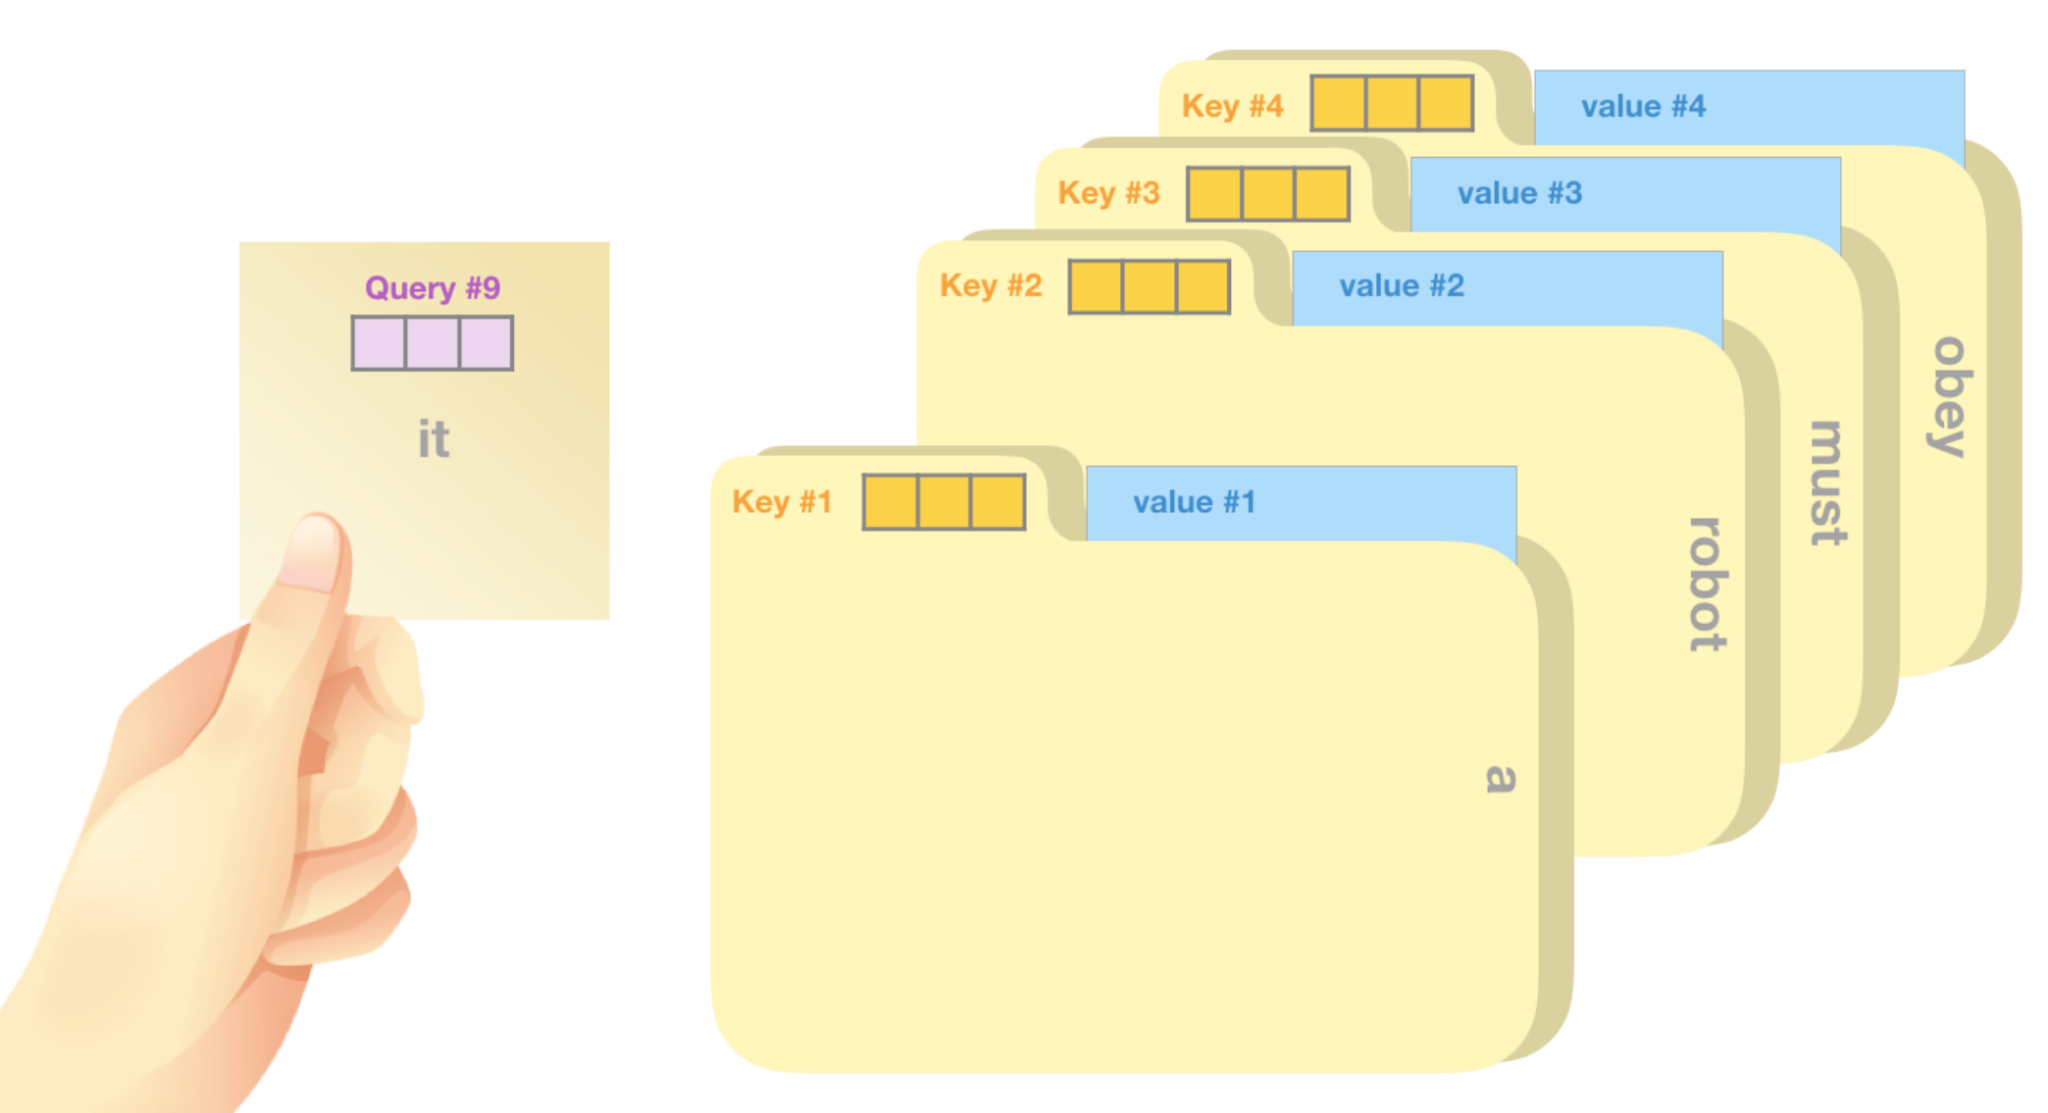 Query #9
it
Key #4
value #4
obey
Key #3
value #3
must
Key #2
value #2
robot
Key #1
value #1
a